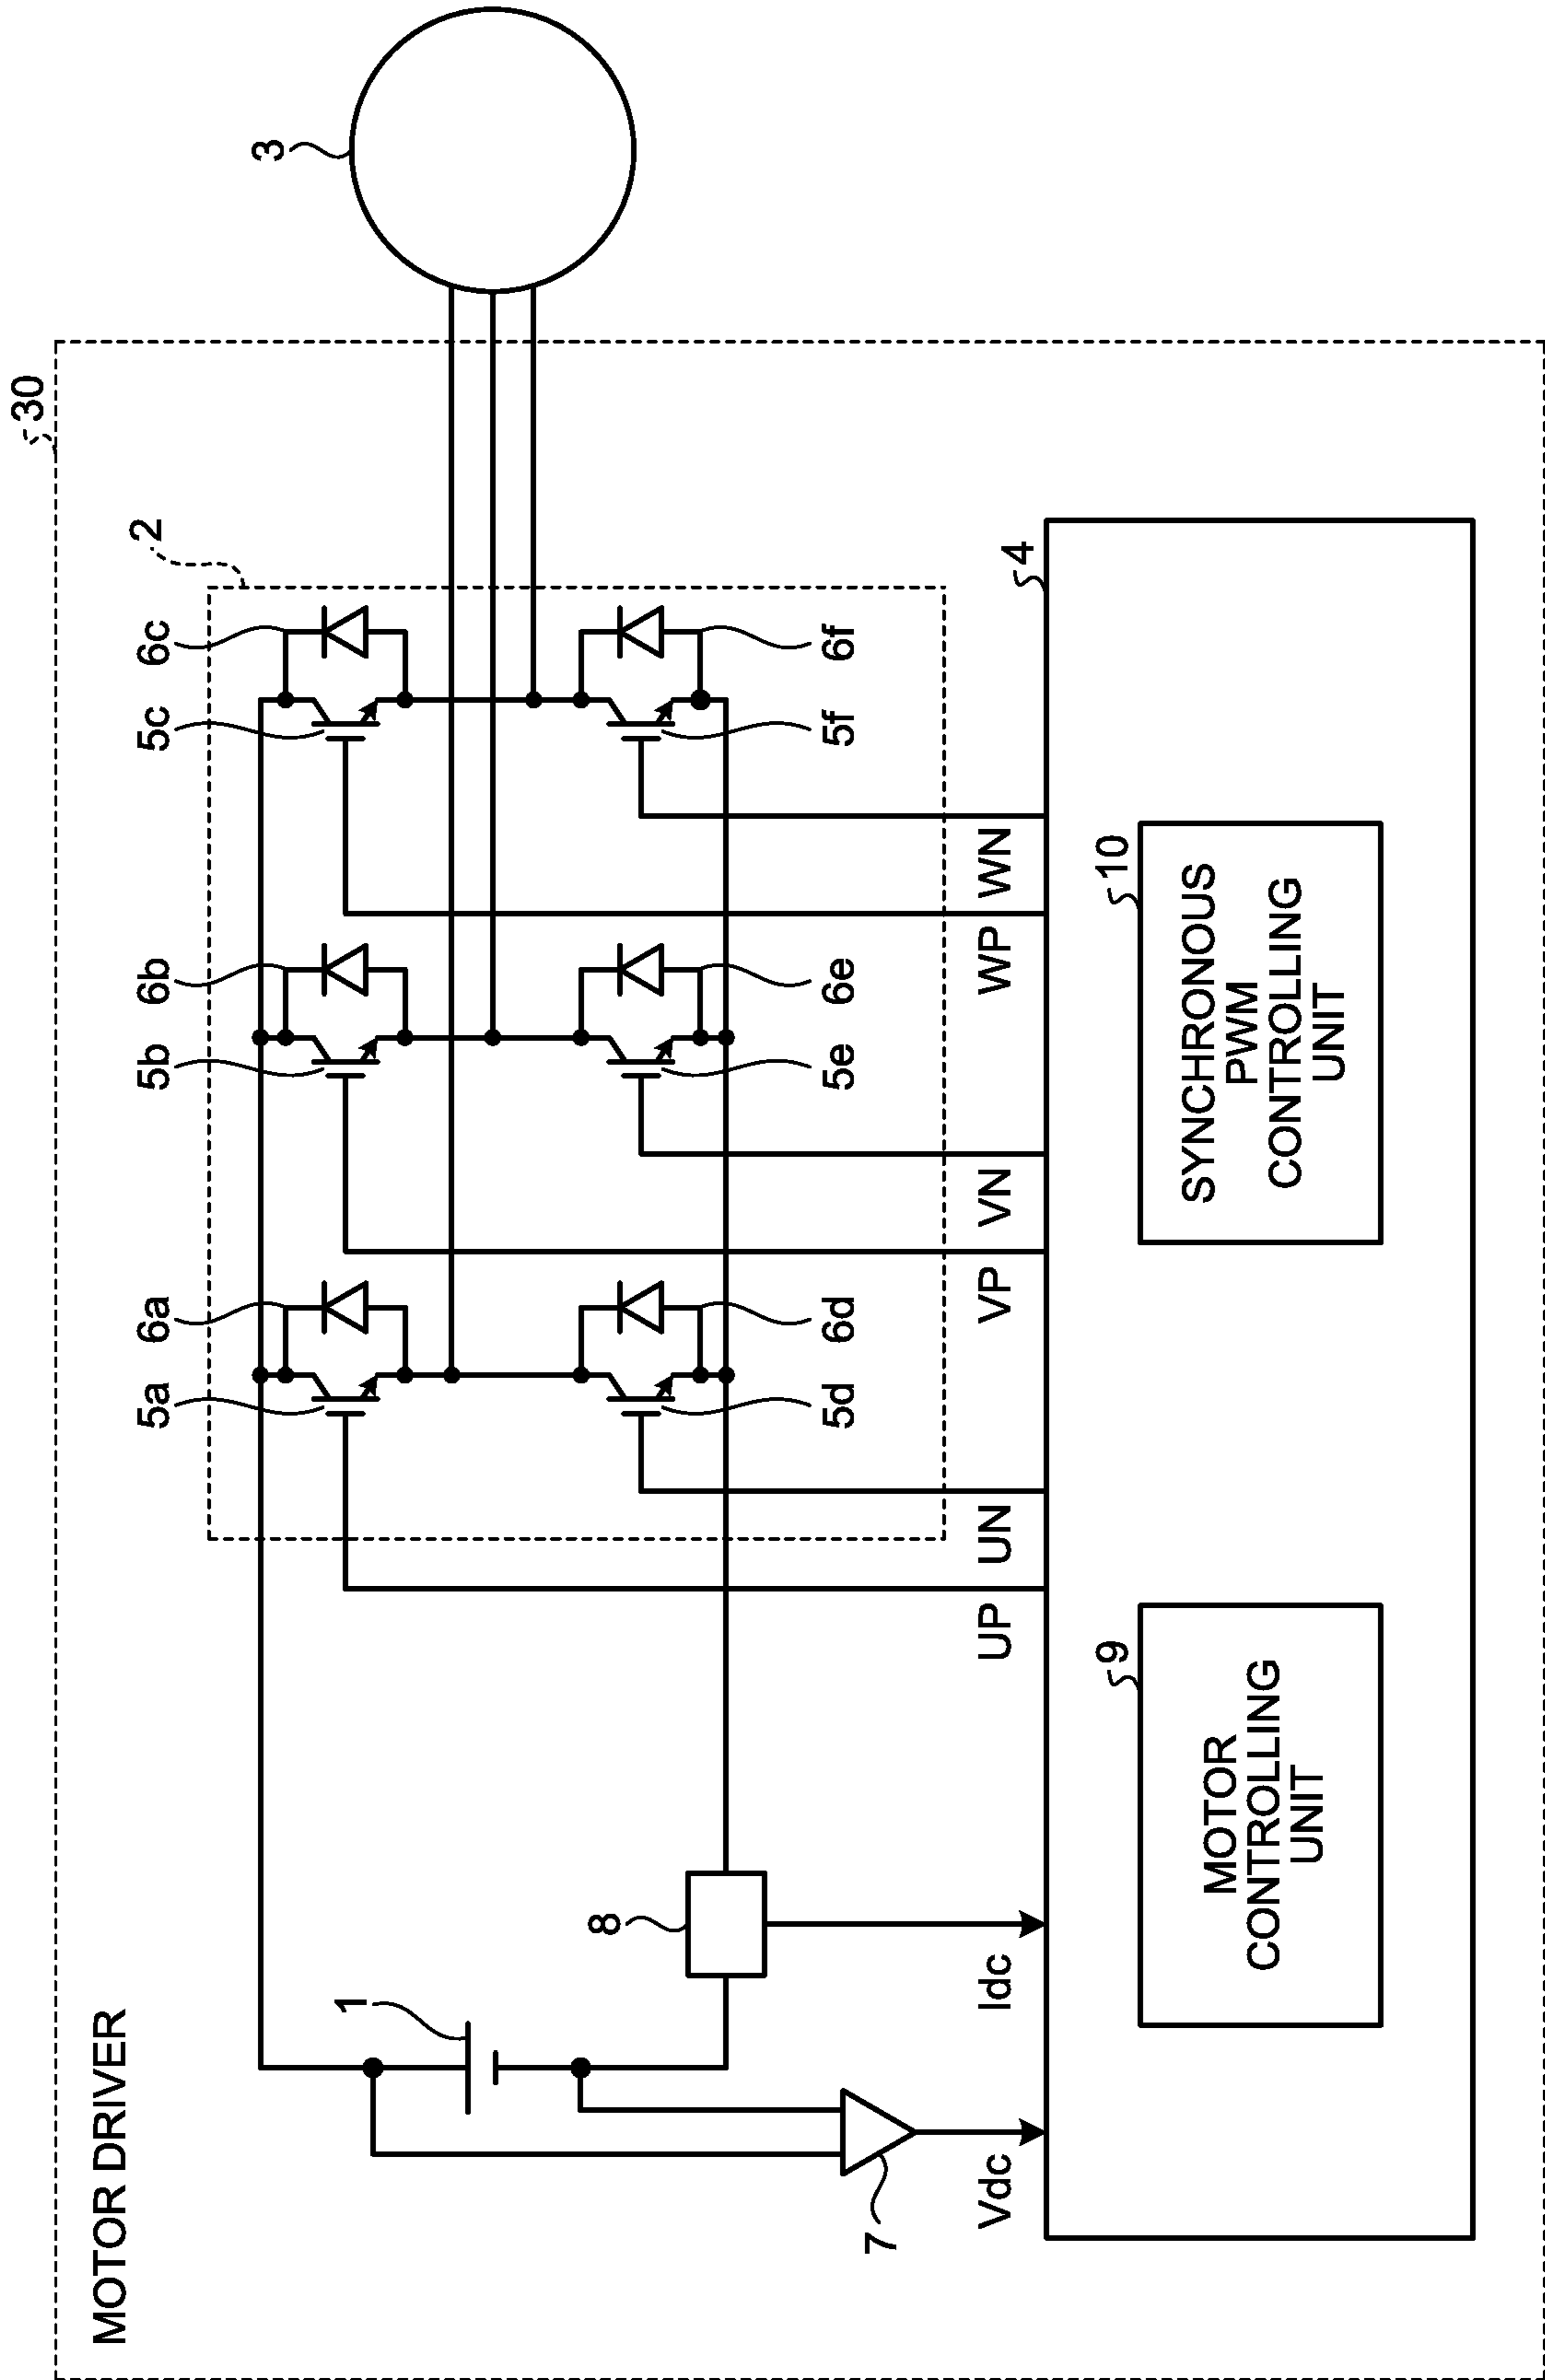 30
MOTOR DRIVER
2
3
5a
6a
5b
6b
5c
6c
1
8
5d
6d
5e
6e
5f
6f
7
Vdc
Idc
UP
UN
VP
VN
WP
WN
4
9
MOTOR
CONTROLLING
UNIT
10
SYNCHRONOUS
PWM
CONTROLLING
UNIT